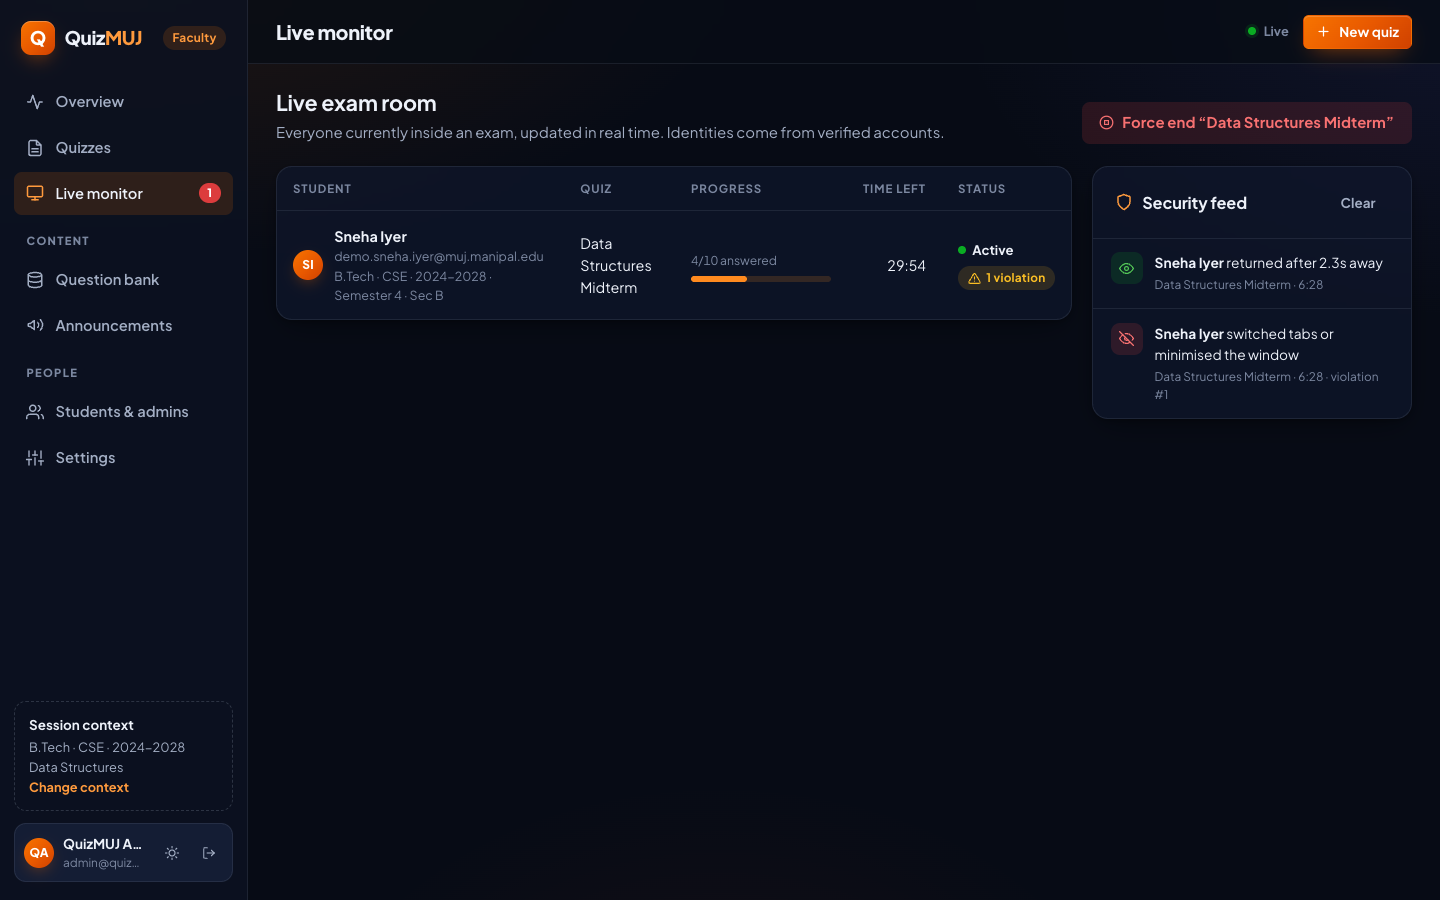 Q QuizMUJ Faculty
Overview
Quizzes
Live monitor 1
CONTENT
Question bank
Announcements
PEOPLE
Students & admins
Settings
Session context
B.Tech · CSE · 2024–2028
Data Structures
Change context
QA QuizMUJ A...
admin@quiz...
Live monitor
Live
+ New quiz
Live exam room
Everyone currently inside an exam, updated in real time. Identities come from verified accounts.
Force end “Data Structures Midterm”
STUDENT QUIZ PROGRESS TIME LEFT STATUS
SI
Sneha Iyer
demo.sneha.iyer@muj.manipal.edu
B.Tech · CSE · 2024–2028 ·
Semester 4 · Sec B
Data
Structures
Midterm
4/10 answered
29:54
Active
1 violation
Security feed
Clear
Sneha Iyer returned after 2.3s away
Data Structures Midterm · 6:28
Sneha Iyer switched tabs or
minimised the window
Data Structures Midterm · 6:28 · violation
#1